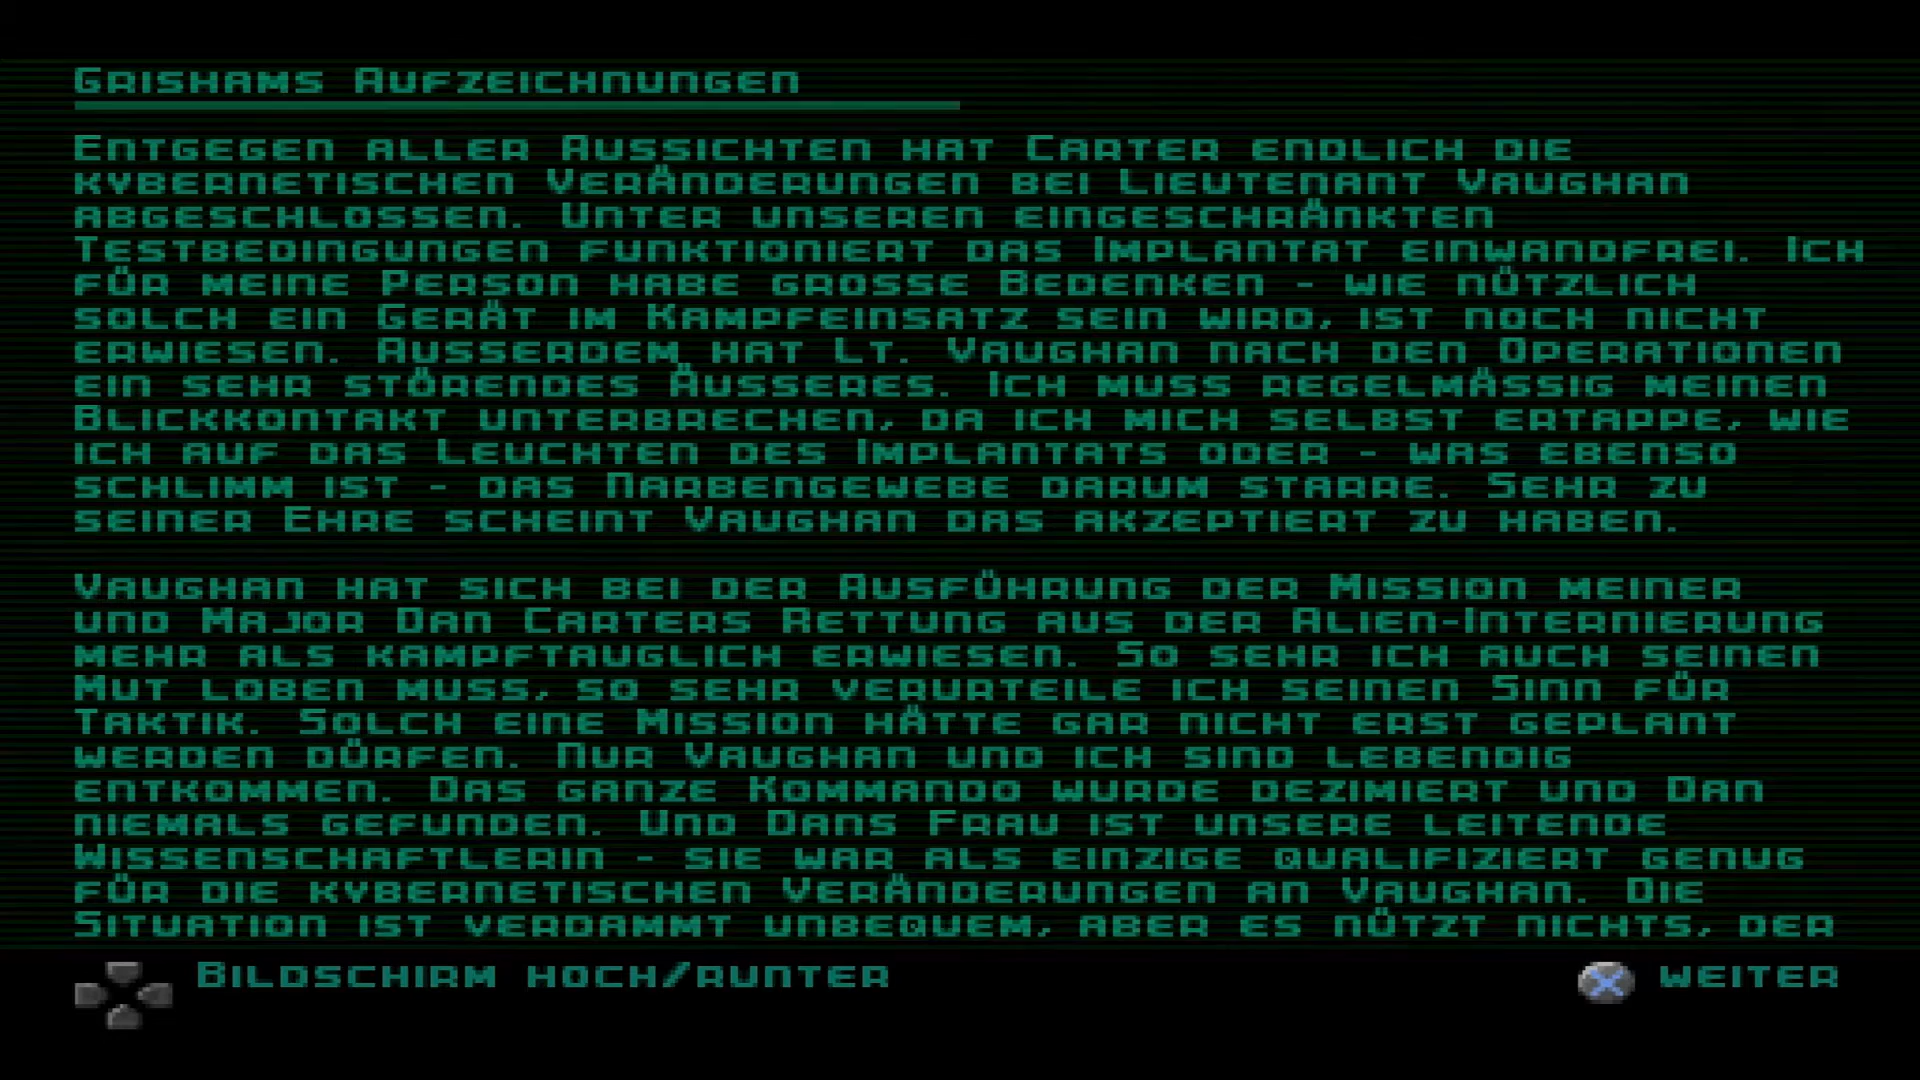 Grishams Aufzeichnungen
Entgegen aller Aussichten hat Carter endlich die
kybernetischen Veränderungen bei Lieutenant Vaughan
abgeschlossen. Unter unseren eingeschränkten
Testbedingungen funktioniert das Implantat einwandfrei. Ich
für meine Person habe grosse Bedenken - wie nützlich
solch ein Gerät im Kampfeinsatz sein wird, ist noch nicht
erwiesen. Ausserdem hat Lt. Vaughan nach den Operationen
ein sehr störendes Äusseres. Ich muss regelmässig meinen
Blickkontakt unterbrechen, da ich mich selbst ertappe, wie
ich auf das Leuchten des Implantats oder - was ebenso
schlimm ist - das Narbengewebe darum starre. Sehr zu
seiner Ehre scheint Vaughan das akzeptiert zu haben.
Vaughan hat sich bei der Ausführung der Mission meiner
und Major Dan Carters Rettung aus der Alien-Internierung
mehr als kampftauglich erwiesen. So sehr ich auch seinen
Mut loben muss, so sehr verurteile ich seinen Sinn für
Taktik. Solch eine Mission hätte gar nicht erst geplant
werden dürfen. Nur Vaughan und ich sind lebendig
entkommen. Das ganze Kommando wurde dezimiert und Dan
niemals gefunden. Und Dans Frau ist unsere leitende
Wissenschaftlerin - sie war als einzige qualifiziert genug
für die kybernetischen Veränderungen an Vaughan. Die
Situation ist verdammt unbequem, aber es nützt nichts, der
Bildschirm hoch/runter
weiter